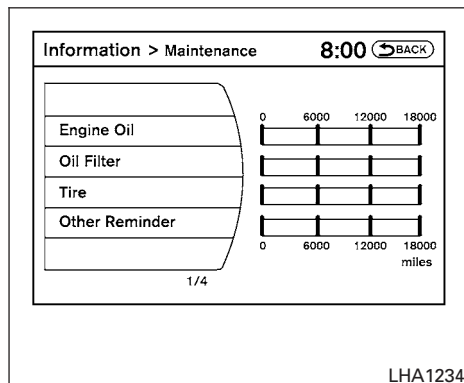 Information > Maintenance 8:00 BACK
0 6000 12000 18000
Engine Oil
Oil Filter
Tire
Other Reminder
0 6000 12000 18000
miles
1/4
LHA1234